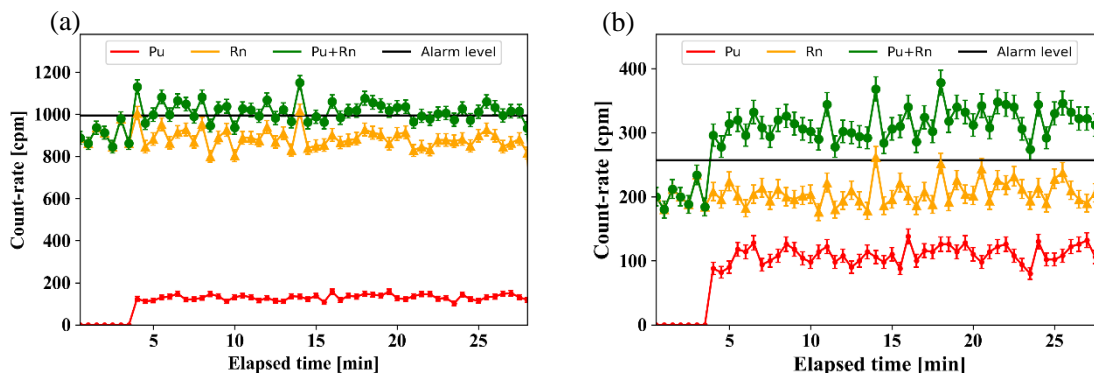 (a)
Pu Rn Pu+Rn Alarm level
1200
1000
800
600
400
200
0
Count-rate [cpm]
5 10 15 20 25
Elapsed time [min]
(b)
Pu Rn Pu+Rn Alarm level
400
300
200
100
0
Count-rate [cpm]
5 10 15 20 25
Elapsed time [min]